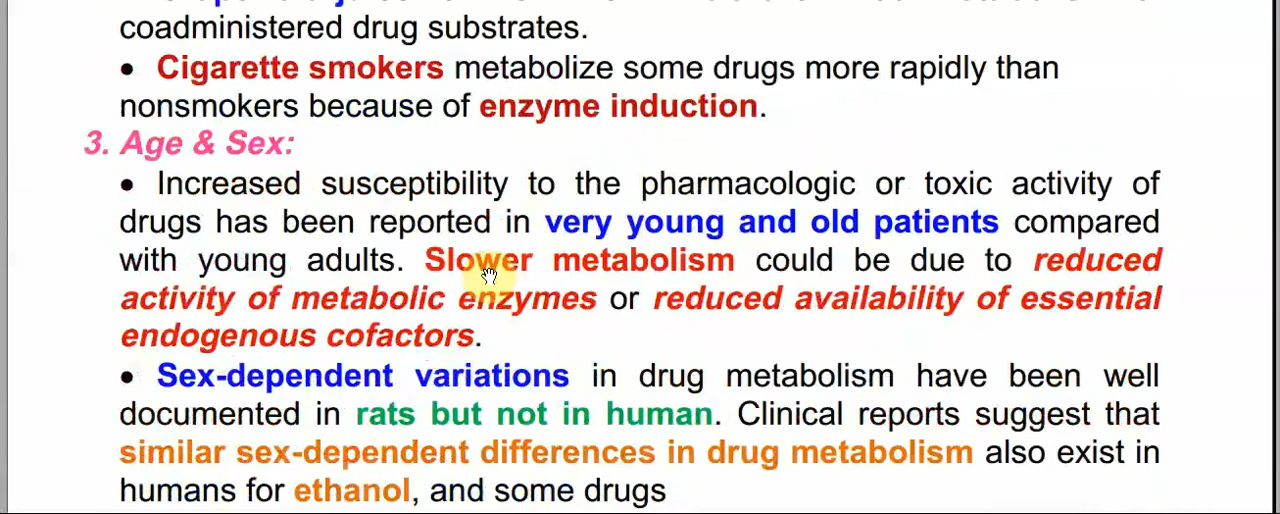 coadministered drug substrates.
• Cigarette smokers metabolize some drugs more rapidly than
nonsmokers because of enzyme induction.
3. Age & Sex:
• Increased susceptibility to the pharmacologic or toxic activity of
drugs has been reported in very young and old patients compared
with young adults. Slower metabolism could be due to reduced
activity of metabolic enzymes or reduced availability of essential
endogenous cofactors.
• Sex-dependent variations in drug metabolism have been well
documented in rats but not in human. Clinical reports suggest that
similar sex-dependent differences in drug metabolism also exist in
humans for ethanol, and some drugs